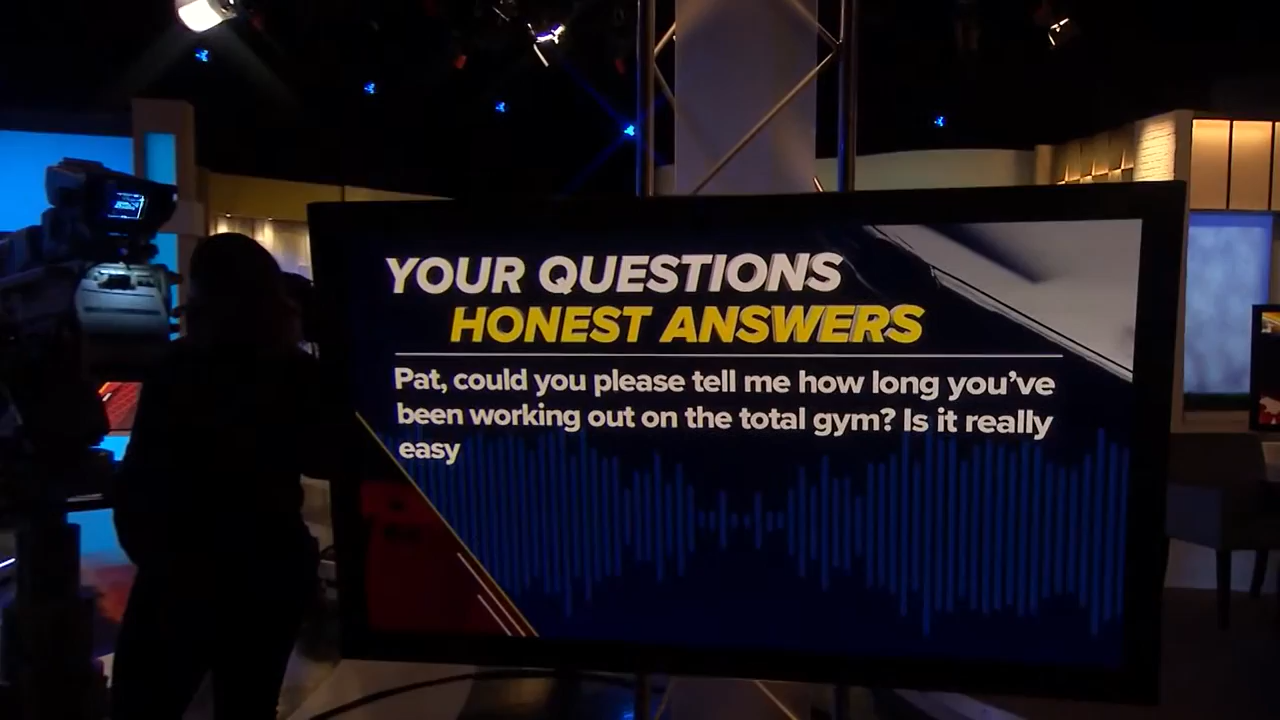 YOUR QUESTIONS
HONEST ANSWERS
Pat, could you please tell me how long you've
been working out on the total gym? Is it really
easy